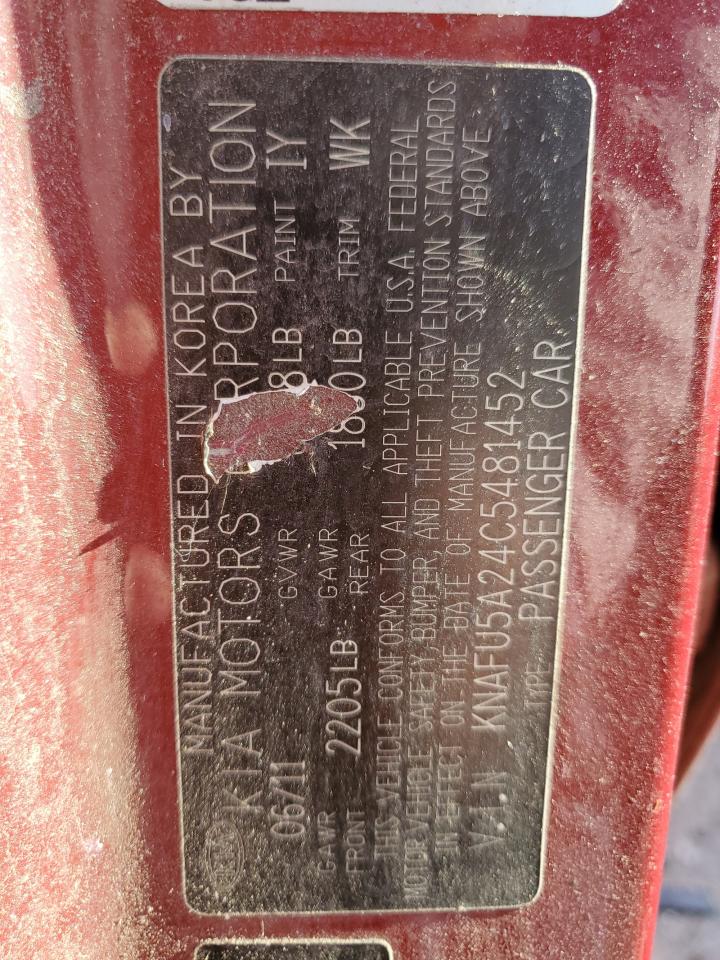 MANUFACTURED IN KOREA BY
KIA MOTORS RPORATION
06/11 GVWR 8LB PAINT IY
GAWR FRONT 2205LB GAWR REAR LB TRIM WK
THIS VEHICLE CONFORMS TO ALL APPLICABLE U.S.A. FEDERAL
MOTOR VEHICLE SAFETY BUMPER, AND THEFT PREVENTION STANDARDS
IN EFFECT ON THE DATE OF MANUFACTURE SHOWN ABOVE
V.I.N KNAFU5A24C5481452
TYPE: PASSENGER CAR